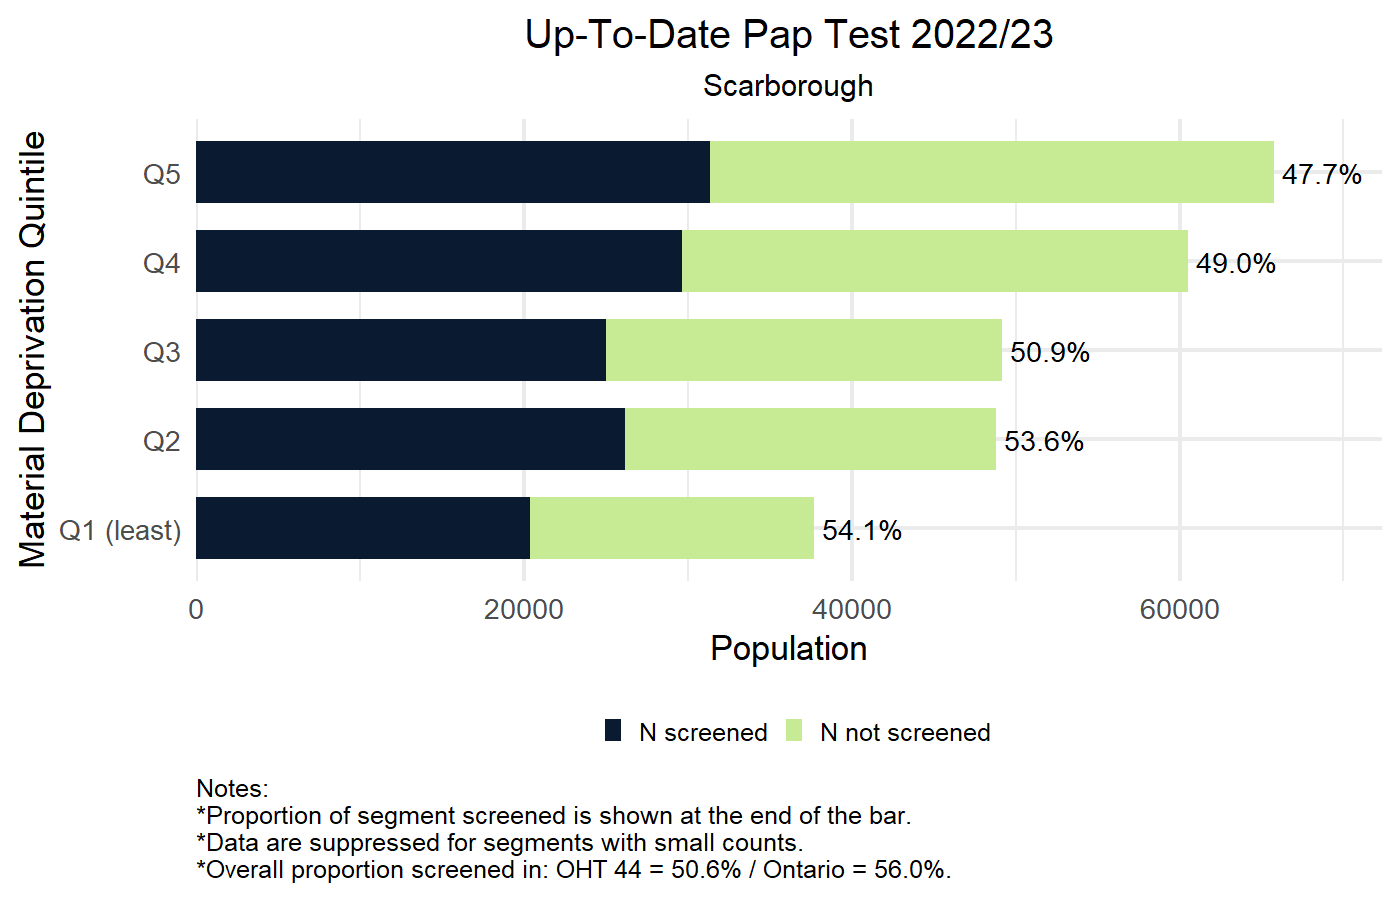 Up-To-Date Pap Test 2022/23
Scarborough
Material Deprivation Quintile
Q5
47.7%
Q4
49.0%
Q3
50.9%
Q2
53.6%
Q1 (least)
54.1%
0 20000 40000 60000
Population
N screened N not screened
Notes:
*Proportion of segment screened is shown at the end of the bar.
*Data are suppressed for segments with small counts.
*Overall proportion screened in: OHT 44 = 50.6% / Ontario = 56.0%.